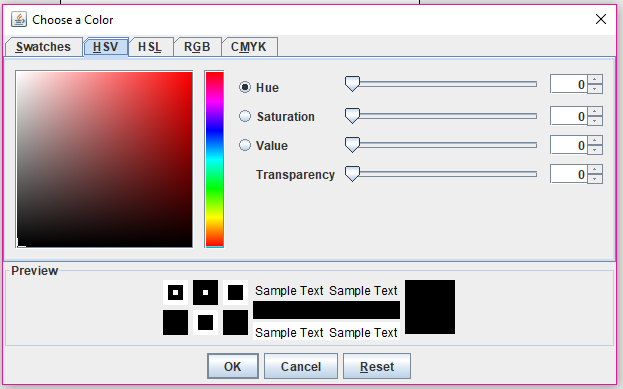 Choose a Color
Swatches HSV HSL RGB CMYK
Hue 0
Saturation 0
Value 0
Transparency 0
Preview
Sample Text Sample Text
Sample Text Sample Text
OK Cancel Reset